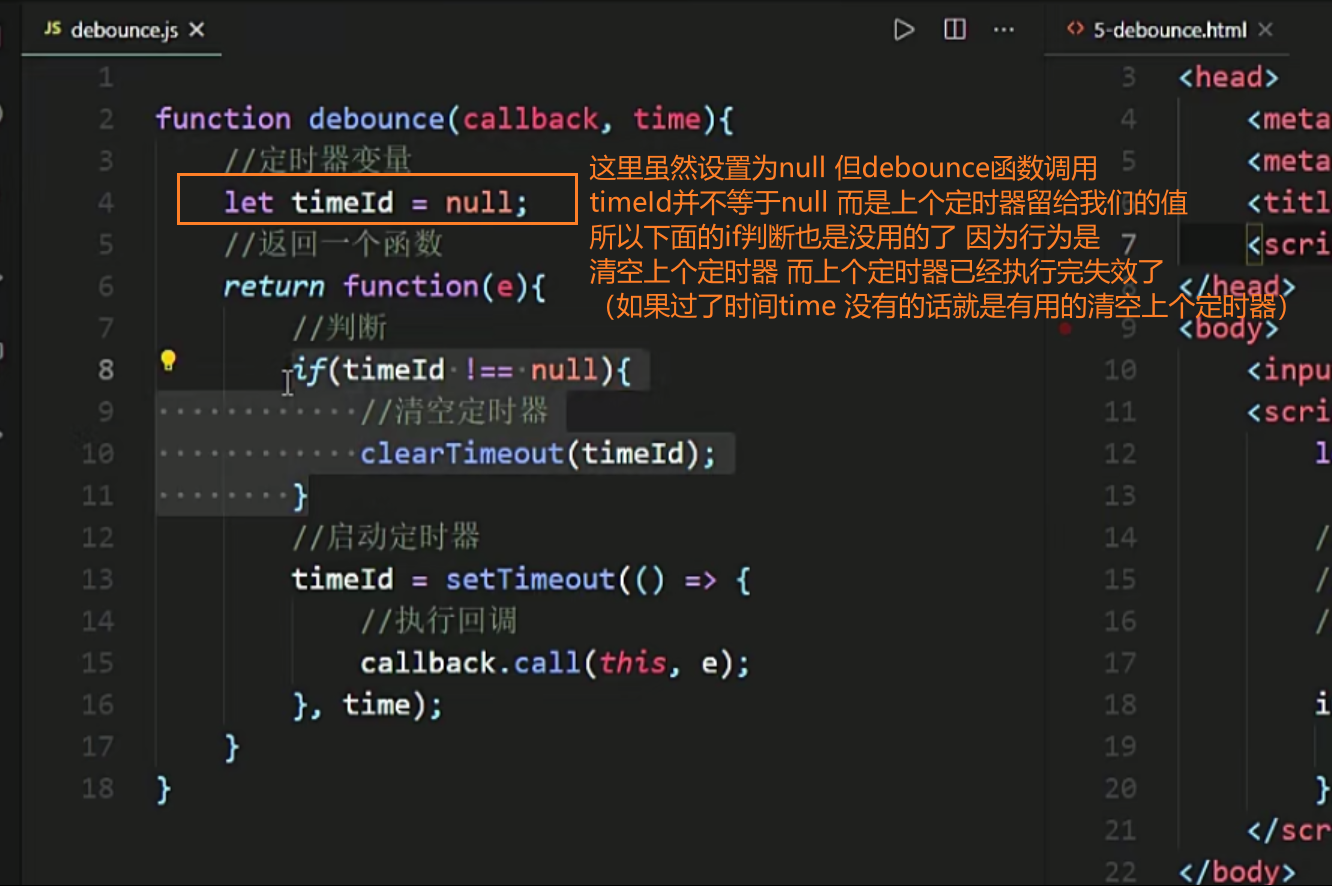 JS debounce.js ×
5-debounce.html ×
1
2 function debounce(callback, time){
3 //定时器变量
4 let timeId = null;
5 //返回一个函数
6 return function(e){
7 //判断
8 if(timeId !== null){
9 //清空定时器
10 clearTimeout(timeId);
11 }
12 //启动定时器
13 timeId = setTimeout(() => {
14 //执行回调
15 callback.call(this, e);
16 }, time);
17 }
18 }
这里虽然设置为null 但debounce函数调用
timeId并不等于null 而是上个定时器留给我们的值
所以下面的if判断也是没用的了 因为行为是
清空上个定时器 而上个定时器已经执行完失效了
（如果过了时间time 没有的话就是有用的清空上个定时器）
3 <head>
4 <meta
5 <meta
6 <titl
7 <scri
8 </head>
9 <body>
10 <inpu
11 <scri
12 l
13
14 /
15 /
16 /
17
18 i
19
20 }
21 </scr
22 </body>